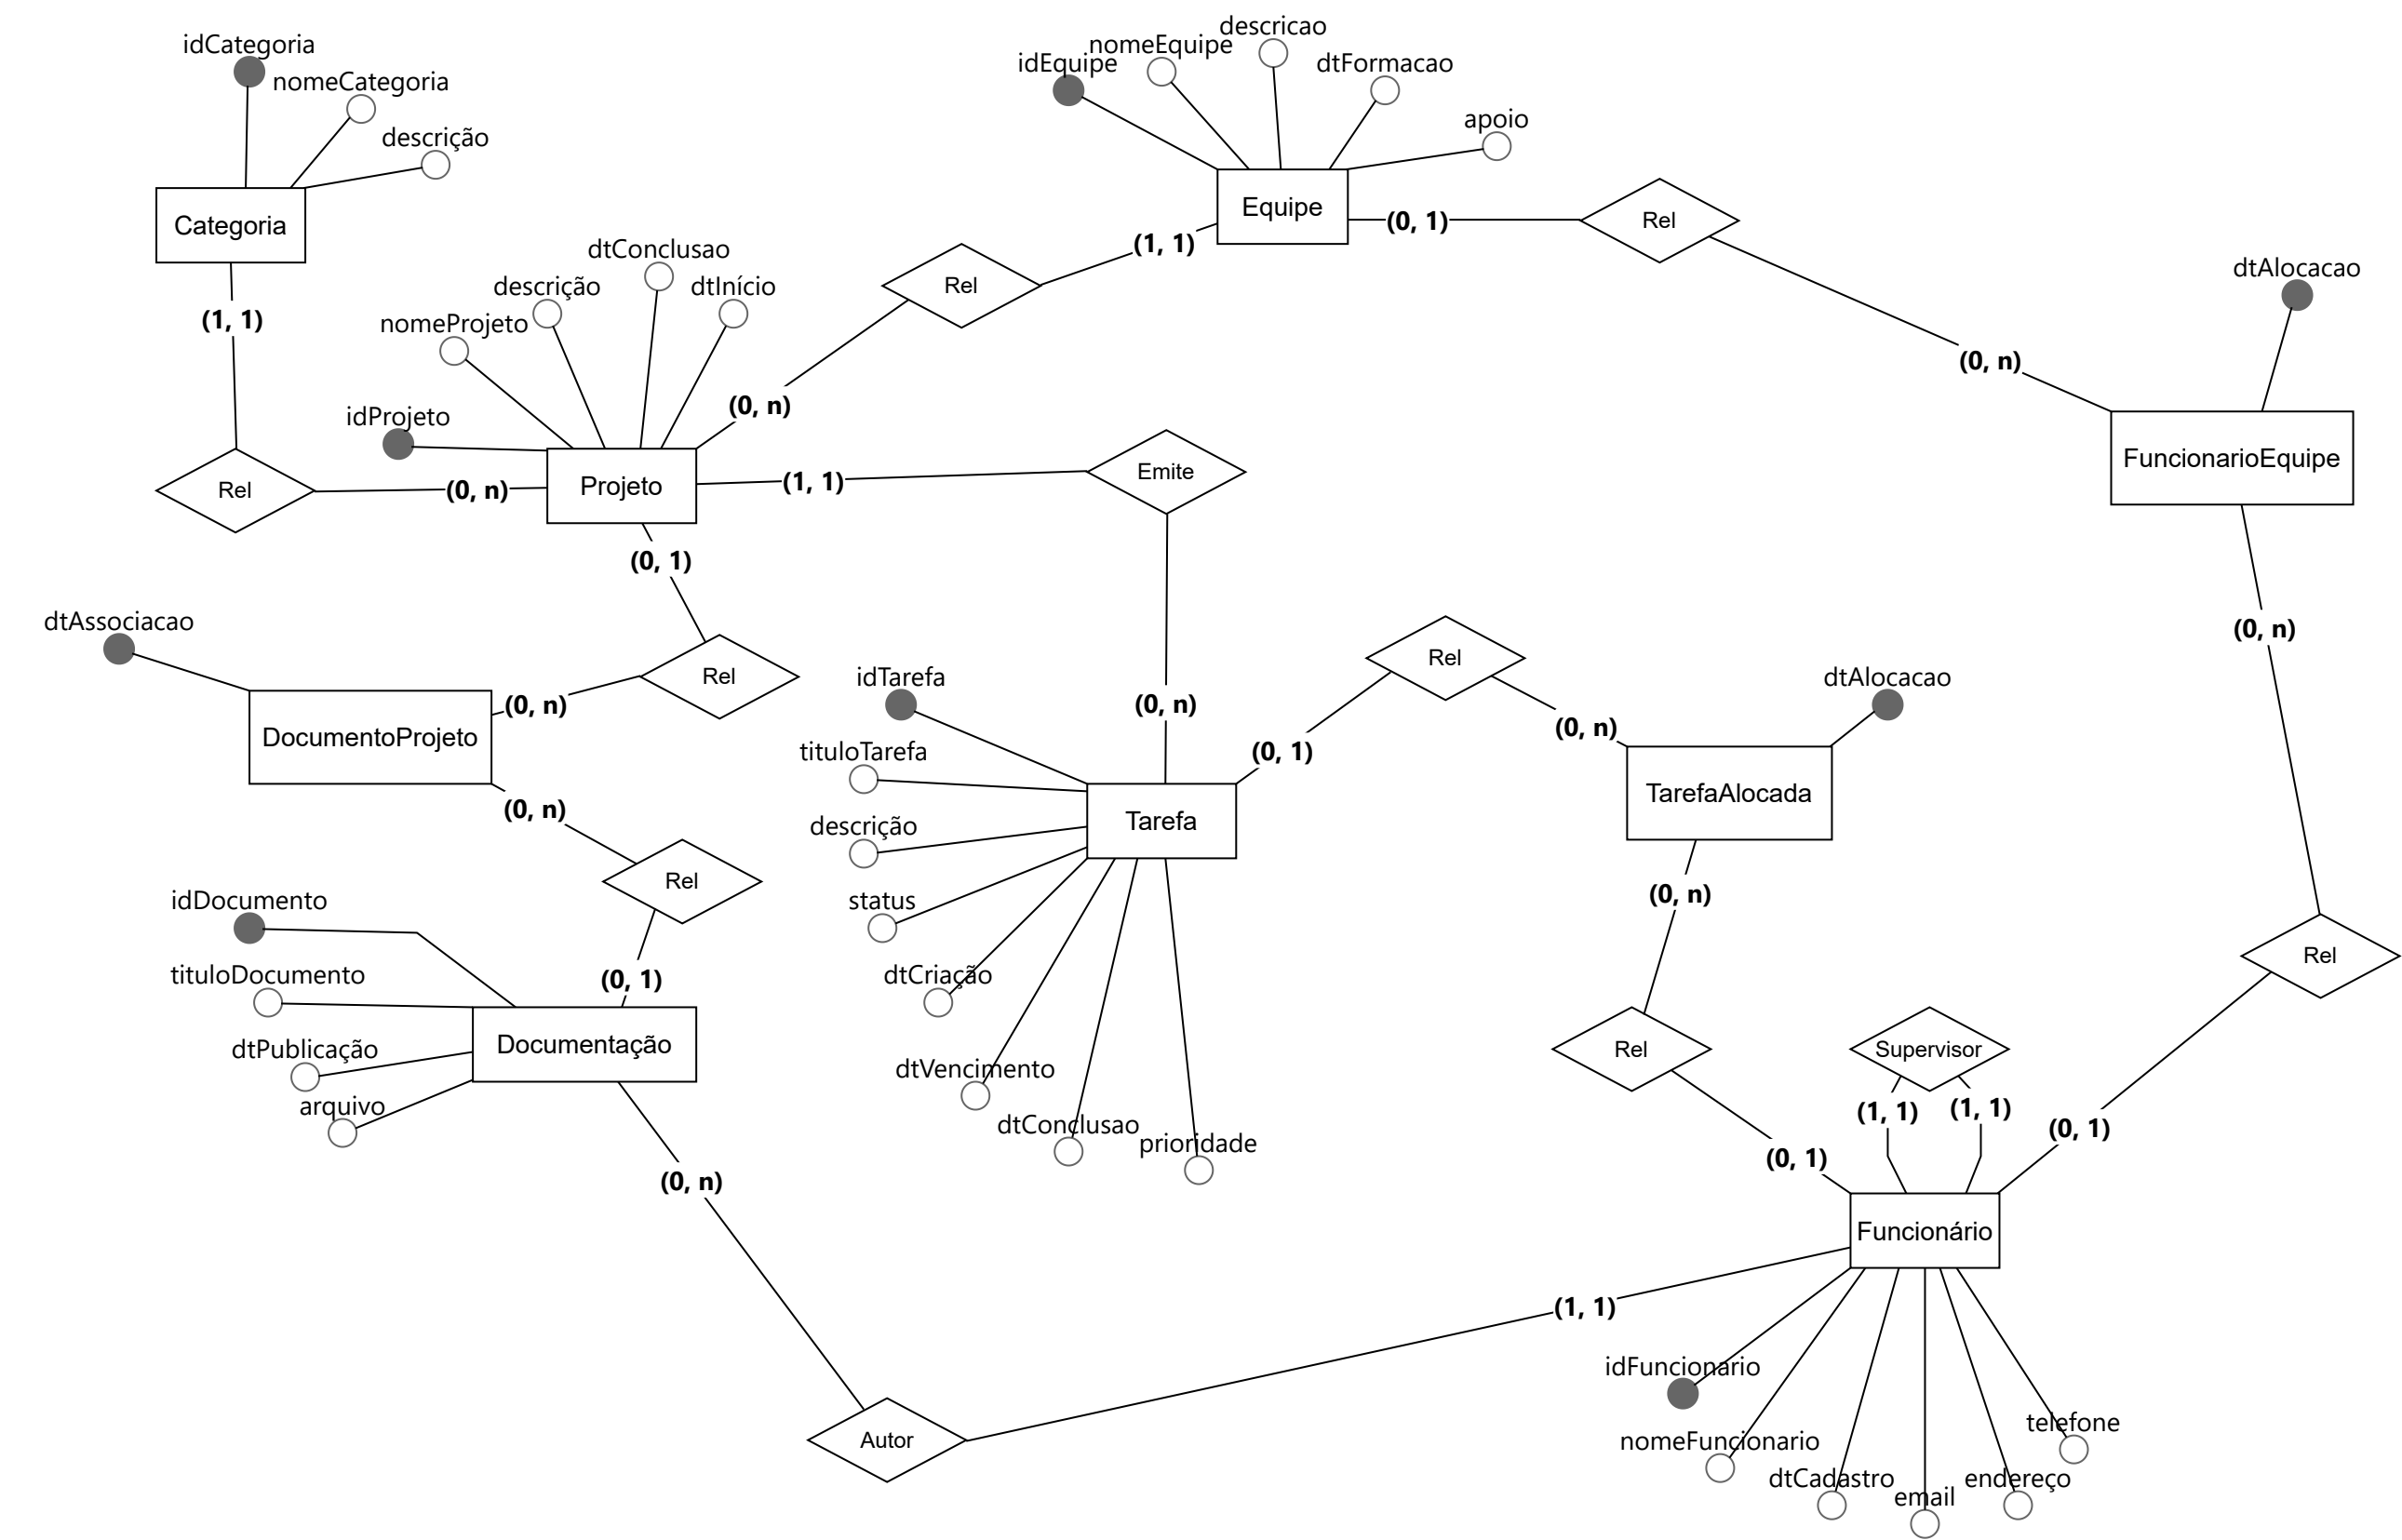 descricao
idCategoria
nomeEquipe
idEquipe
dtFormacao
nomeCategoria
apoio
descrição
Equipe
Categoria
(0, 1)
Rel
(1, 1)
dtConclusao
dtAlocacao
descrição
dtInício
Rel
(1, 1)
nomeProjeto
(0, n)
(0, n)
idProjeto
FuncionarioEquipe
Emite
(1, 1)
Projeto
Rel
(0, n)
(0, 1)
dtAssociacao
(0, n)
Rel
Rel
idTarefa
dtAlocacao
(0, n)
(0, n)
(0, n)
DocumentoProjeto
tituloTarefa
(0, 1)
TarefaAlocada
(0, n)
Tarefa
descrição
Rel
(0, n)
idDocumento
status
Rel
tituloDocumento
dtCriação
(0, 1)
Documentação
dtPublicação
Rel
Supervisor
dtVencimento
arquivo
(1, 1)
(1, 1)
dtConclusao
(0, 1)
prioridade
(0, 1)
(0, n)
Funcionário
(1, 1)
idFuncionario
telefone
Autor
nomeFuncionario
dtCadastro
endereço
email